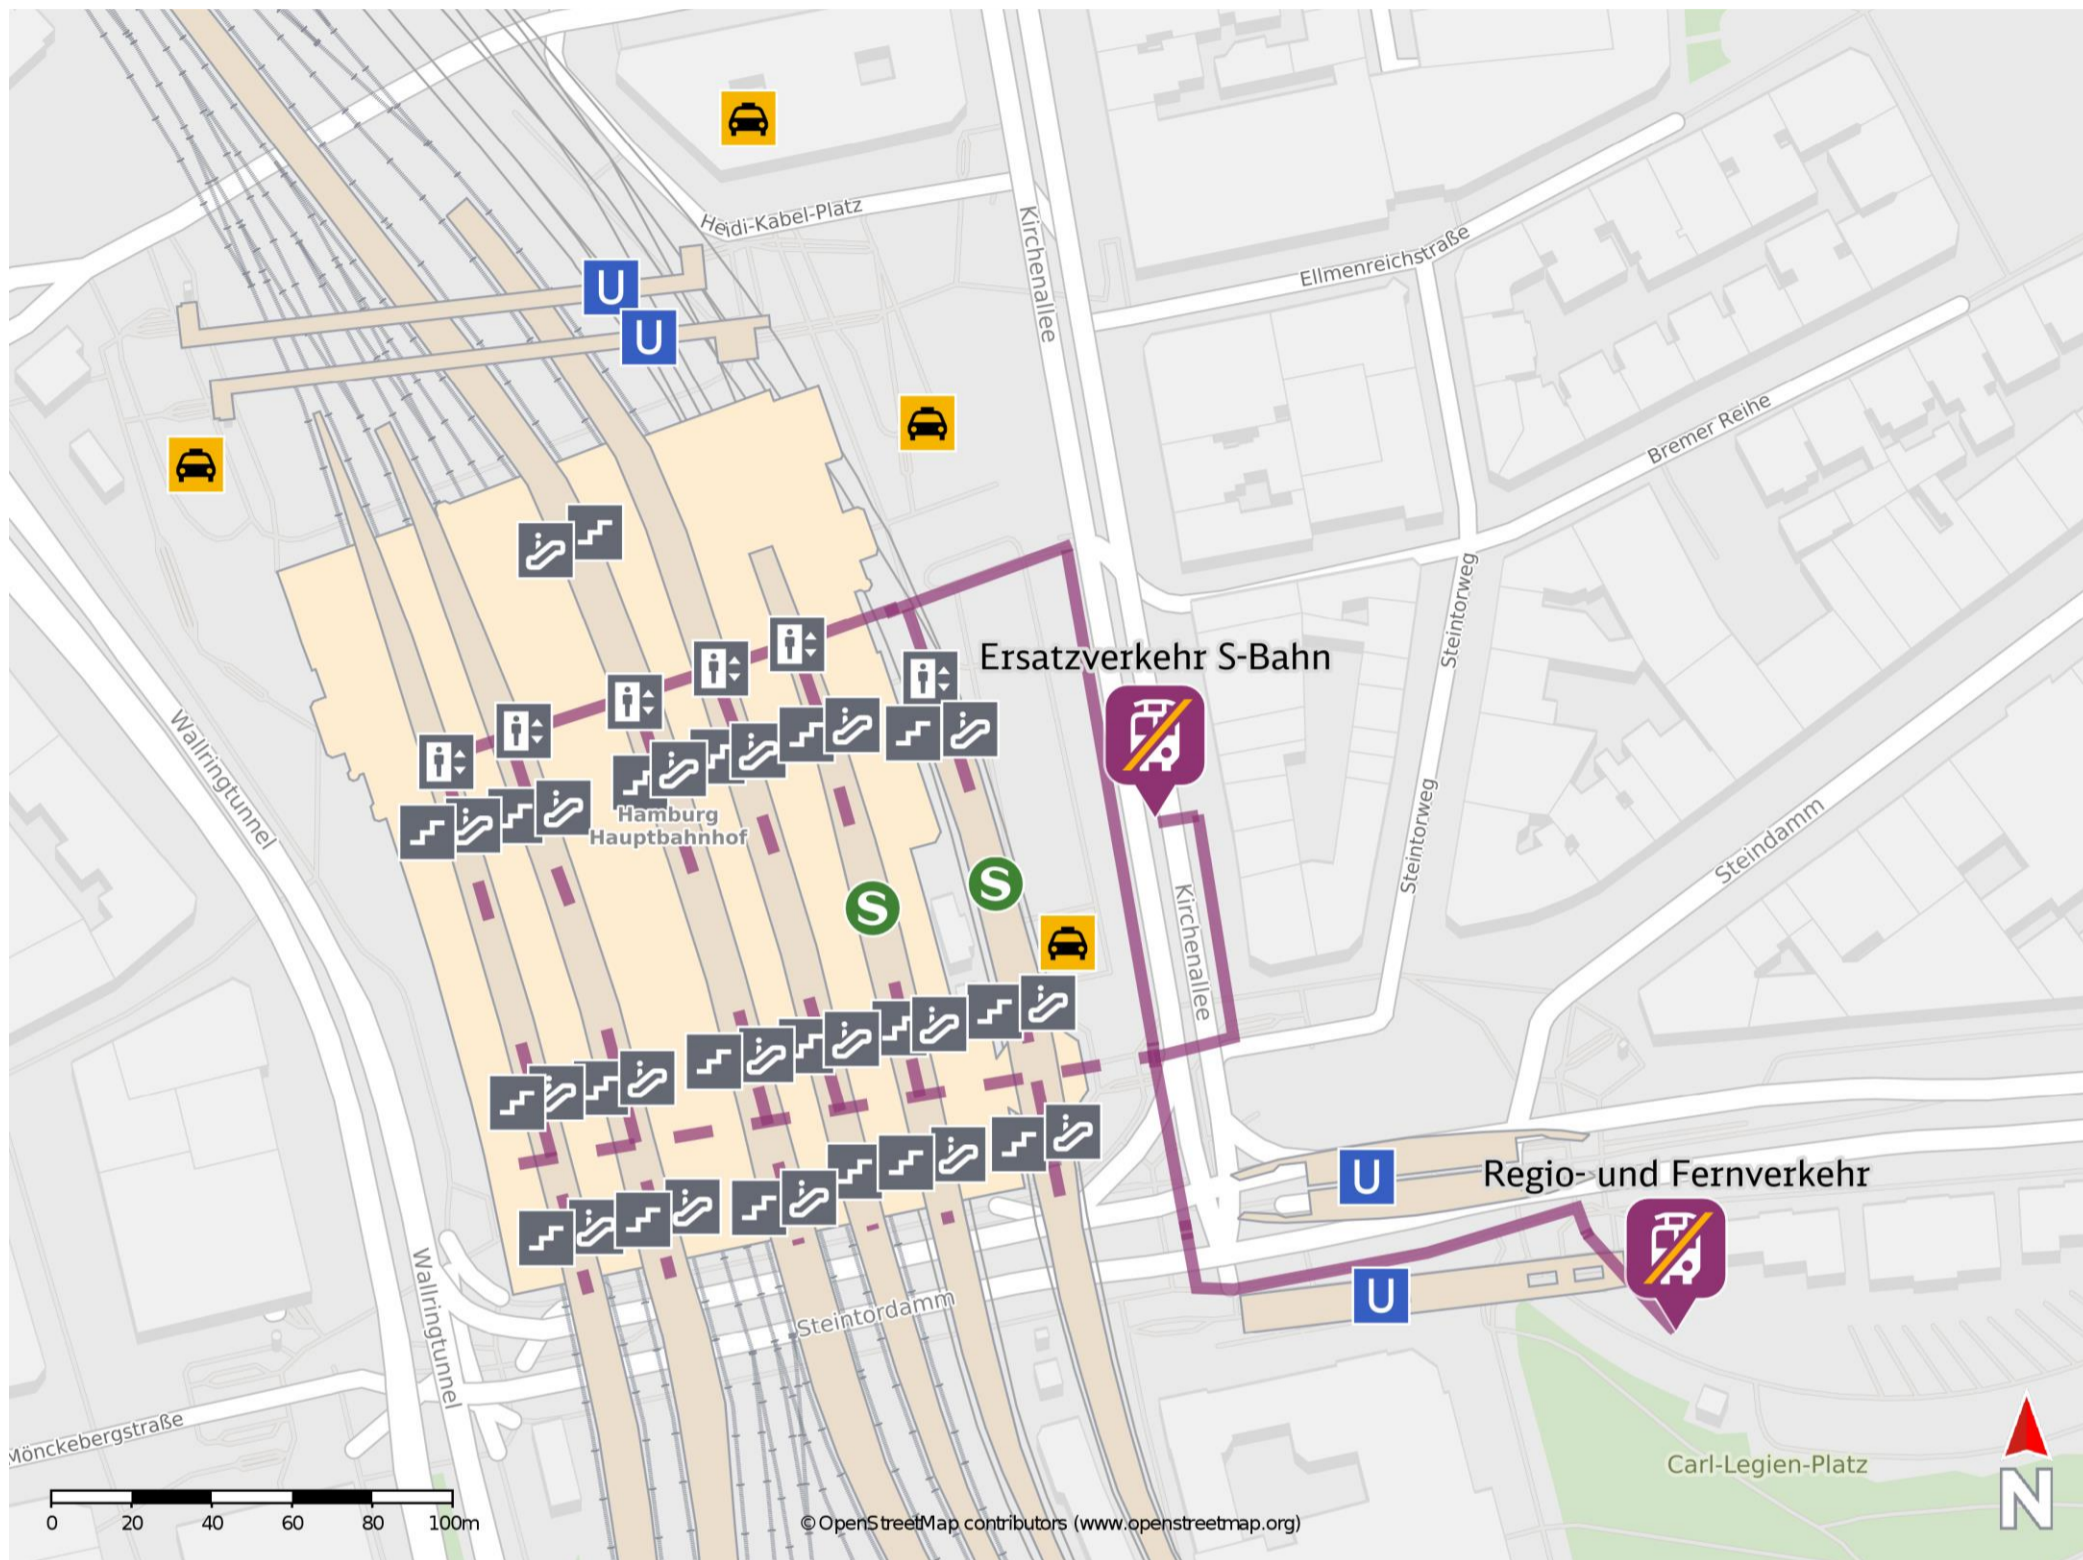 Heidi-Kabel-Platz
Kirchenallee
Ellmenreichstraße
U
U
Bremer Reihe
Steintorweg
Ersatzverkehr S-Bahn
Wallringtunnel
Hamburg
Hauptbahnhof
Steintorweg
Steindamm
S
S
Kirchenallee
U
Regio- und Fernverkehr
Wallringtunnel
U
Steintordamm
Mönckebergstraße
Carl-Legien-Platz
N
0 20 40 60 80 100m
© OpenStreetMap contributors (www.openstreetmap.org)